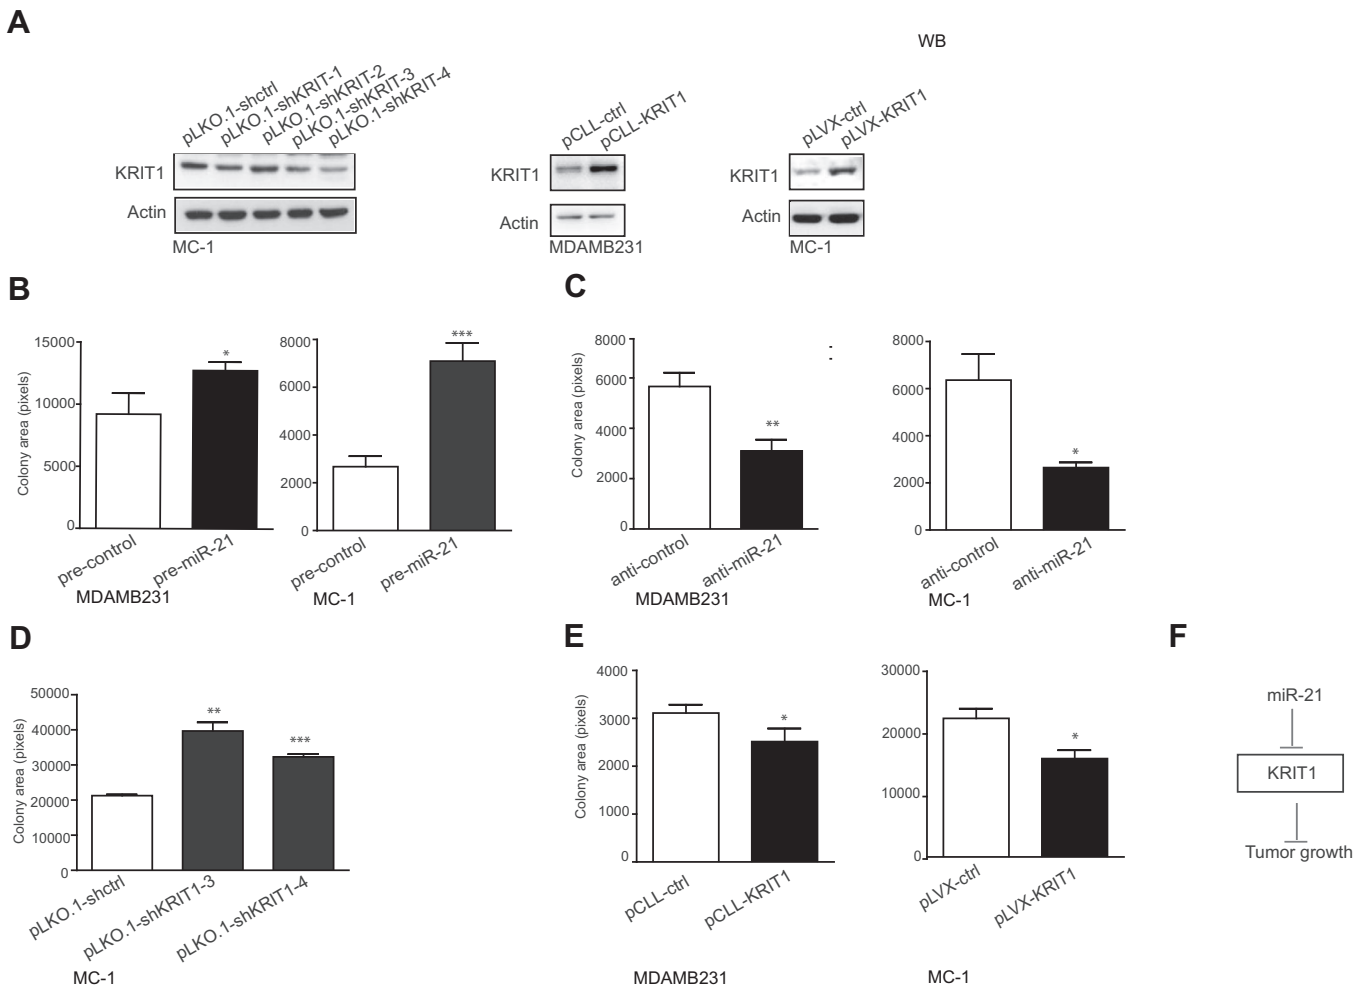 A
WB
pLKO.1-shctrl
pLKO.1-shKRIT-1
pLKO.1-shKRIT-2
pLKO.1-shKRIT-3
pLKO.1-shKRIT-4
KRIT1
Actin
MC-1
pCLL-ctrl
pCLL-KRIT1
KRIT1
Actin
MDAMB231
pLVX-ctrl
pLVX-KRIT1
KRIT1
Actin
MC-1
B
Colony area (pixels)
15000
10000
5000
0
*
pre-control
pre-miR-21
MDAMB231
8000
6000
4000
2000
0
***
pre-control
pre-miR-21
MC-1
C
Colony area (pixels)
8000
6000
4000
2000
0
**
anti-control
anti-miR-21
MDAMB231
:
8000
6000
4000
2000
0
*
anti-control
anti-miR-21
MC-1
D
Colony area (pixels)
50000
40000
30000
20000
10000
0
**
***
pLKO.1-shctrl
pLKO.1-shKRIT1-3
pLKO.1-shKRIT1-4
MC-1
E
Colony area (pixels)
4000
3000
2000
1000
0
*
pCLL-ctrl
pCLL-KRIT1
MDAMB231
30000
20000
10000
0
*
pLVX-ctrl
pLVX-KRIT1
MC-1
F
miR-21
KRIT1
Tumor growth